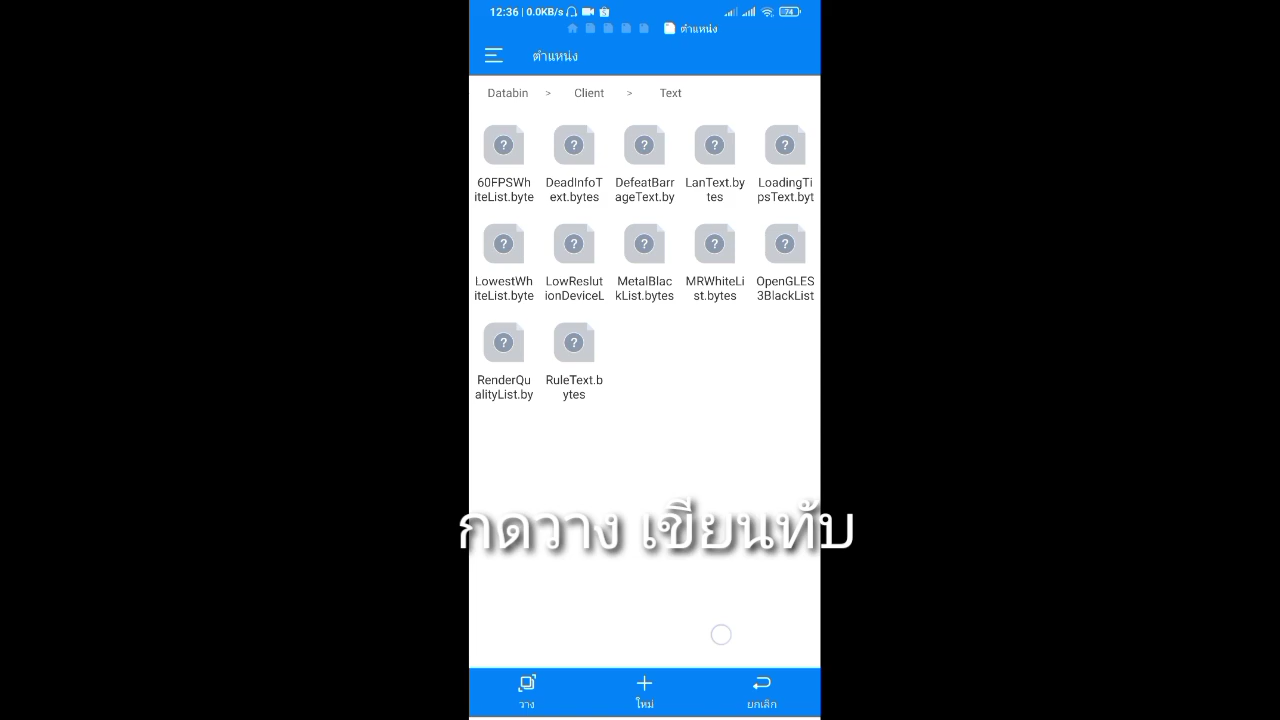 12:36 | 0.0KB/s 74
ตำแหน่ง
ตำแหน่ง
Databin > Client > Text
60FPSWh DeadInfoT DefeatBarr LanText.by LoadingTi
iteList.byte ext.bytes ageText.by tes psText.byt
LowestWh LowReslut MetalBlac MRWhiteLi OpenGLES
iteList.byte ionDeviceL kList.bytes st.bytes 3BlackList
RenderQu RuleText.b
alityList.by ytes
กดวาง เขียนทับ
วาง ใหม่ ยกเลิก